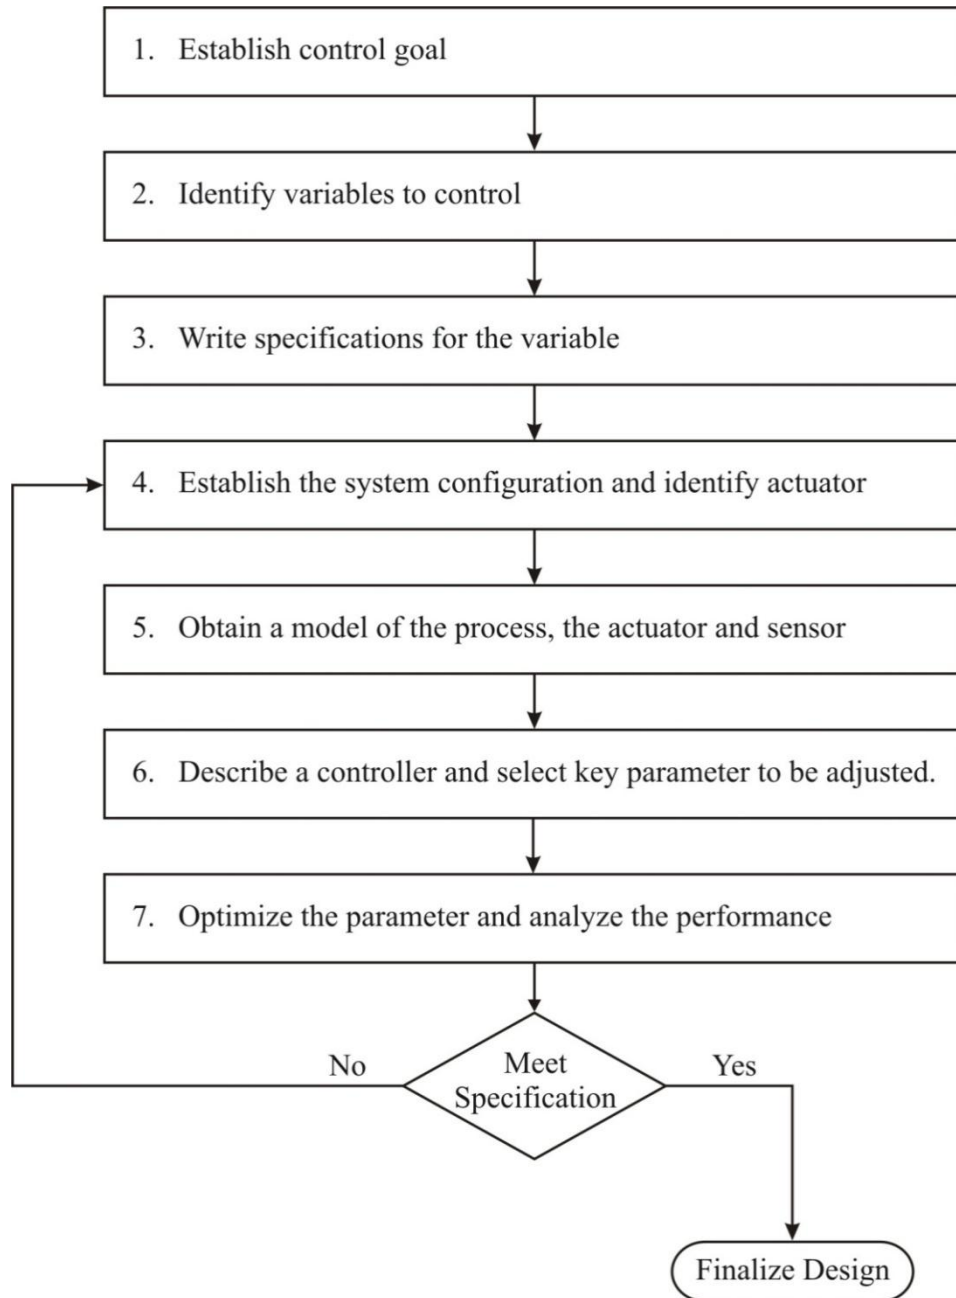 1. Establish control goal
2. Identify variables to control
3. Write specifications for the variable
4. Establish the system configuration and identify actuator
5. Obtain a model of the process, the actuator and sensor
6. Describe a controller and select key parameter to be adjusted.
7. Optimize the parameter and analyze the performance
No
Meet
Specification
Yes
Finalize Design